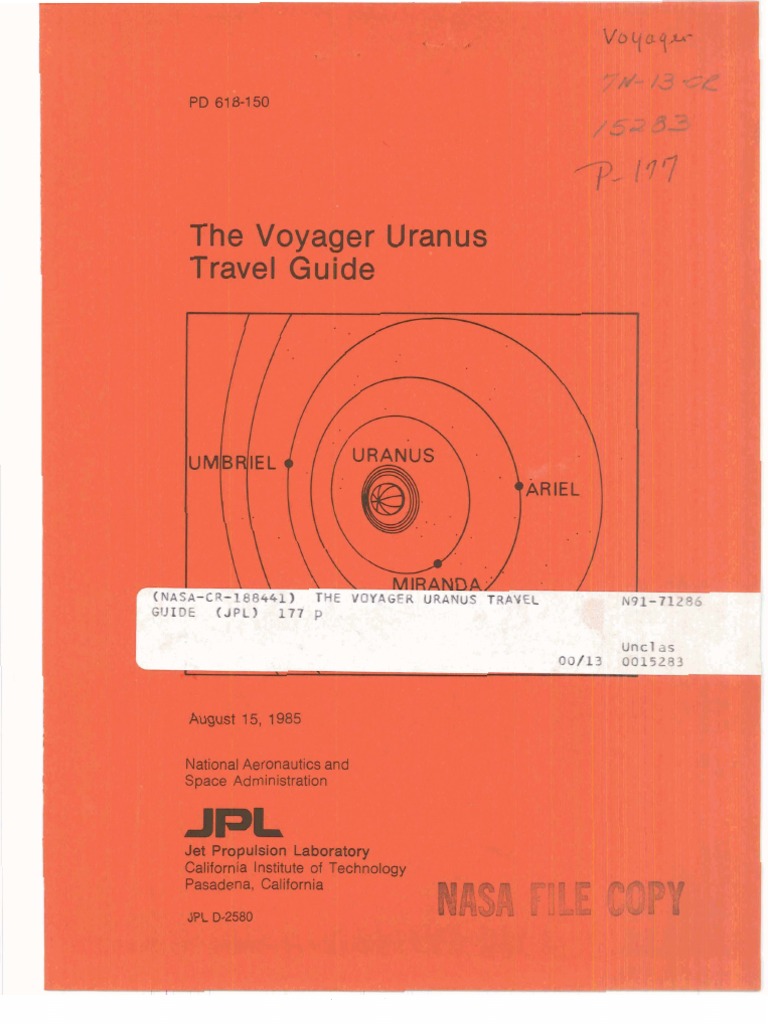 Voyager
7N-13-CR
15283
P-177
PD 618-150
The Voyager Uranus
Travel Guide
UMBRIEL
URANUS
ARIEL
MIRANDA
(NASA-CR-188441) THE VOYAGER URANUS TRAVEL N91-71286
GUIDE (JPL) 177 p
Unclas
00/13 0015283
August 15, 1985
National Aeronautics and
Space Administration
JPL
Jet Propulsion Laboratory
California Institute of Technology
Pasadena, California
JPL D-2580
NASA FILE COPY